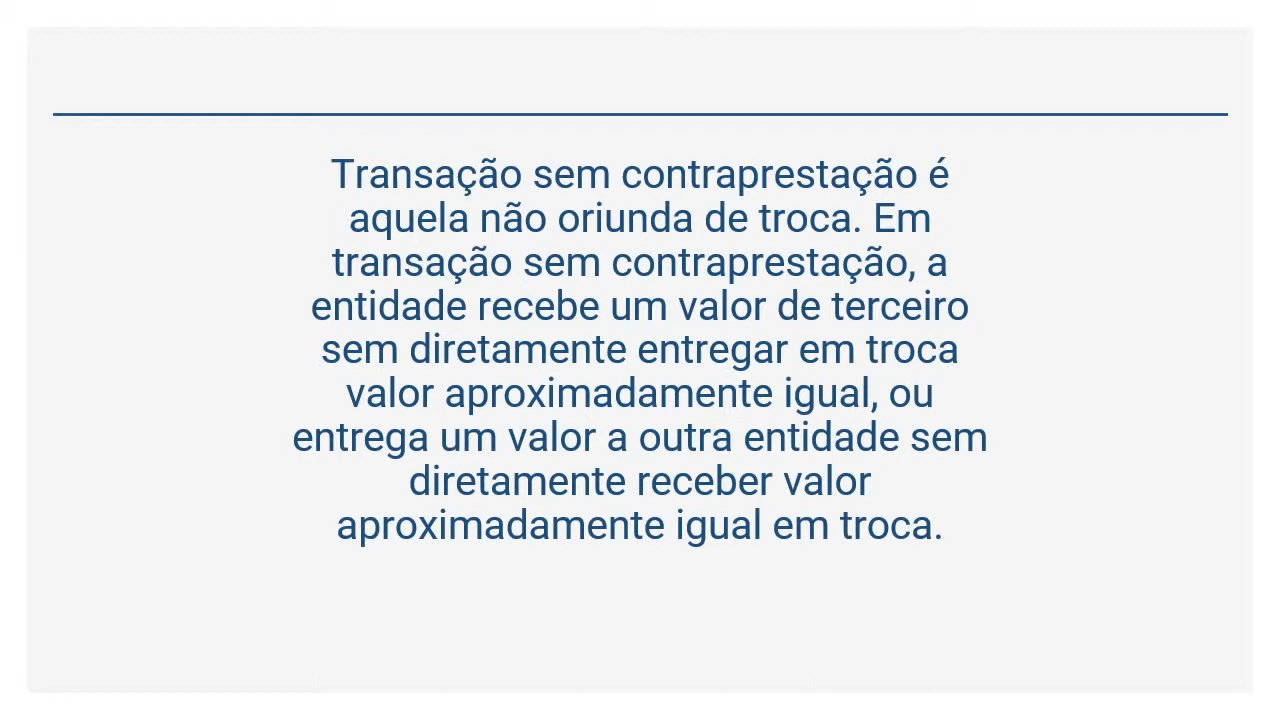 Transação sem contraprestação é
aquela não oriunda de troca. Em
transação sem contraprestação, a
entidade recebe um valor de terceiro
sem diretamente entregar em troca
valor aproximadamente igual, ou
entrega um valor a outra entidade sem
diretamente receber valor
aproximadamente igual em troca.